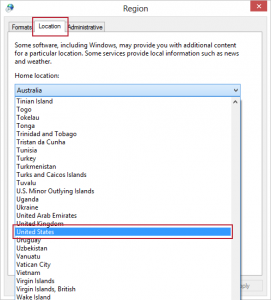 Region
Formats Location Administrative
Some software, including Windows, may provide you with additional content
for a particular location. Some services provide local information such as news
and weather.
Home location:
Australia
Tinian Island
Togo
Tokelau
Tonga
Trinidad and Tobago
Tristan da Cunha
Tunisia
Turkey
Turkmenistan
Turks and Caicos Islands
Tuvalu
U.S. Minor Outlying Islands
Uganda
Ukraine
United Arab Emirates
United Kingdom
United States
Uruguay
Uzbekistan
Vanuatu
Vatican City
Vietnam
Virgin Islands
Virgin Islands, British
Wake Island